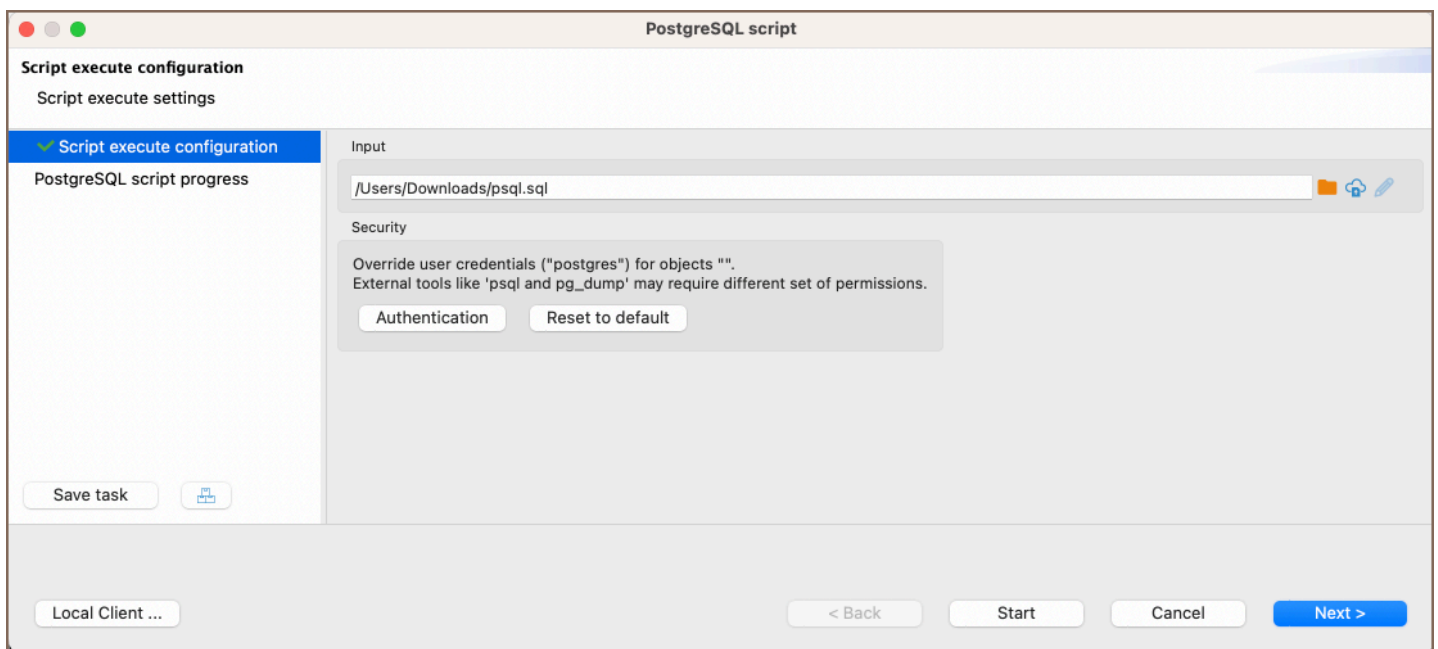 PostgreSQL script
Script execute configuration
Script execute settings
Script execute configuration
PostgreSQL script progress
Input
/Users/Downloads/psql.sql
Security
Override user credentials ("postgres") for objects "".
External tools like 'psql and pg_dump' may require different set of permissions.
Authentication Reset to default
Save task
Local Client ... < Back Start Cancel Next >